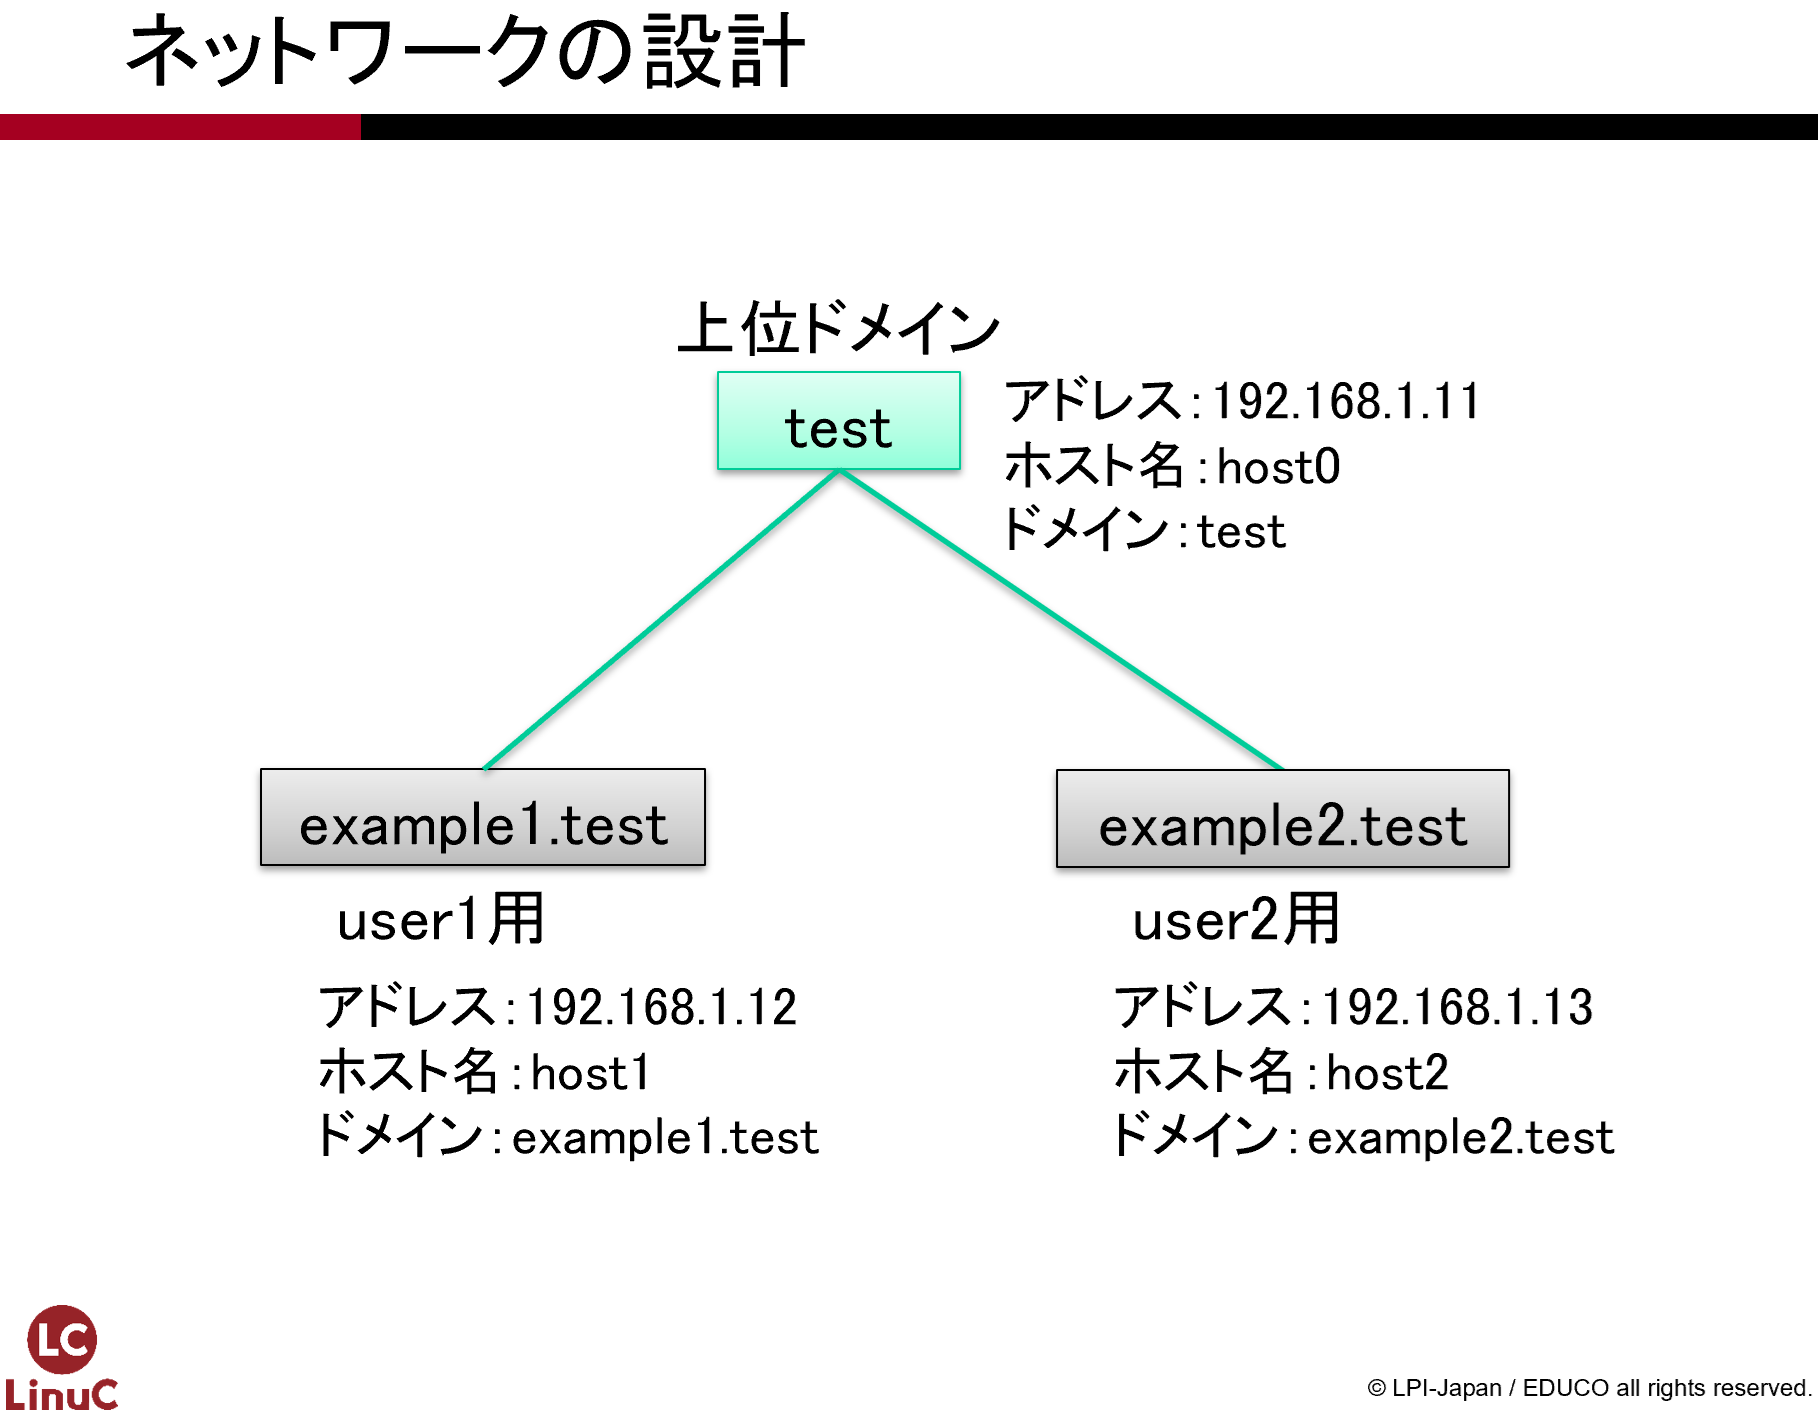 ネットワークの設計
上位ドメイン
test
アドレス：192.168.1.11
ホスト名：host0
ドメイン：test
example1.test
user1用
アドレス：192.168.1.12
ホスト名：host1
ドメイン：example1.test
example2.test
user2用
アドレス：192.168.1.13
ホスト名：host2
ドメイン：example2.test
LC
LinuC
© LPI-Japan / EDUCO all rights reserved.